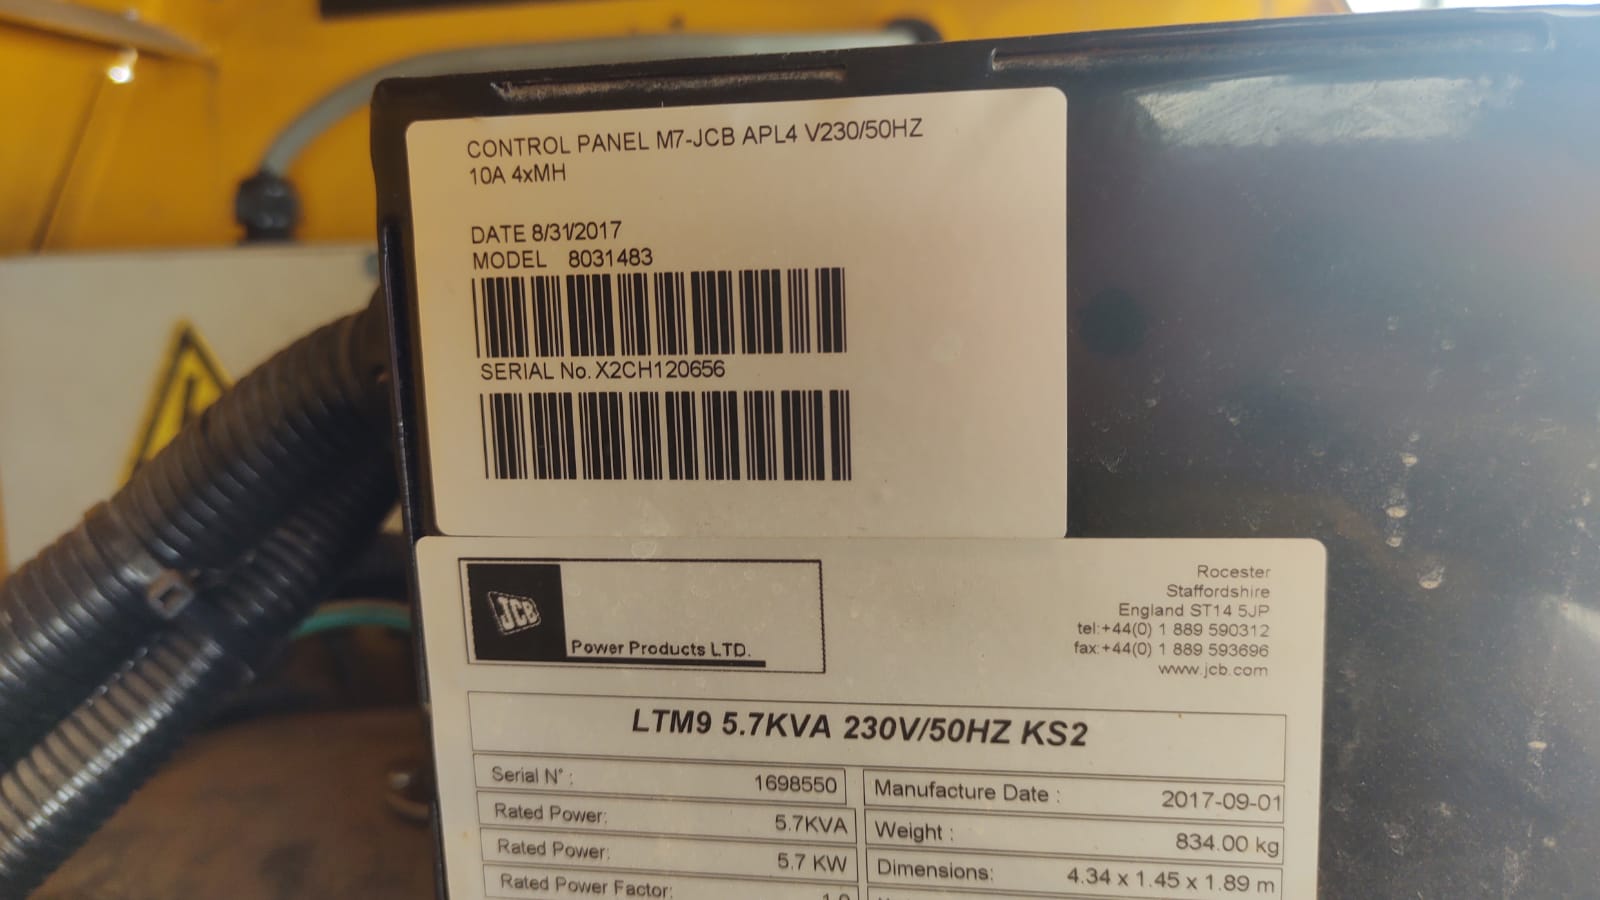 CONTROL PANEL M7-JCB APL4 V230/50HZ
10A 4xMH
DATE 8/31/2017
MODEL 8031483
SERIAL No. X2CH120656
JCB
Power Products LTD.
Rocester
Staffordshire
England ST14 5JP
tel:+44(0) 1 889 590312
fax:+44(0) 1 889 593696
www.jcb.com
LTM9 5.7KVA 230V/50HZ KS2
Serial N° : 1698550
Rated Power: 5.7KVA
Rated Power: 5.7 KW
Rated Power Factor:
Manufacture Date : 2017-09-01
Weight : 834.00 kg
Dimensions: 4.34 x 1.45 x 1.89 m